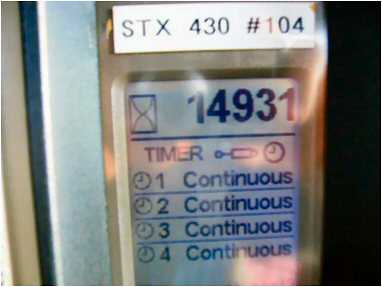 STX 430 #104
14931
TIMER
1 Continuous
2 Continuous
3 Continuous
4 Continuous